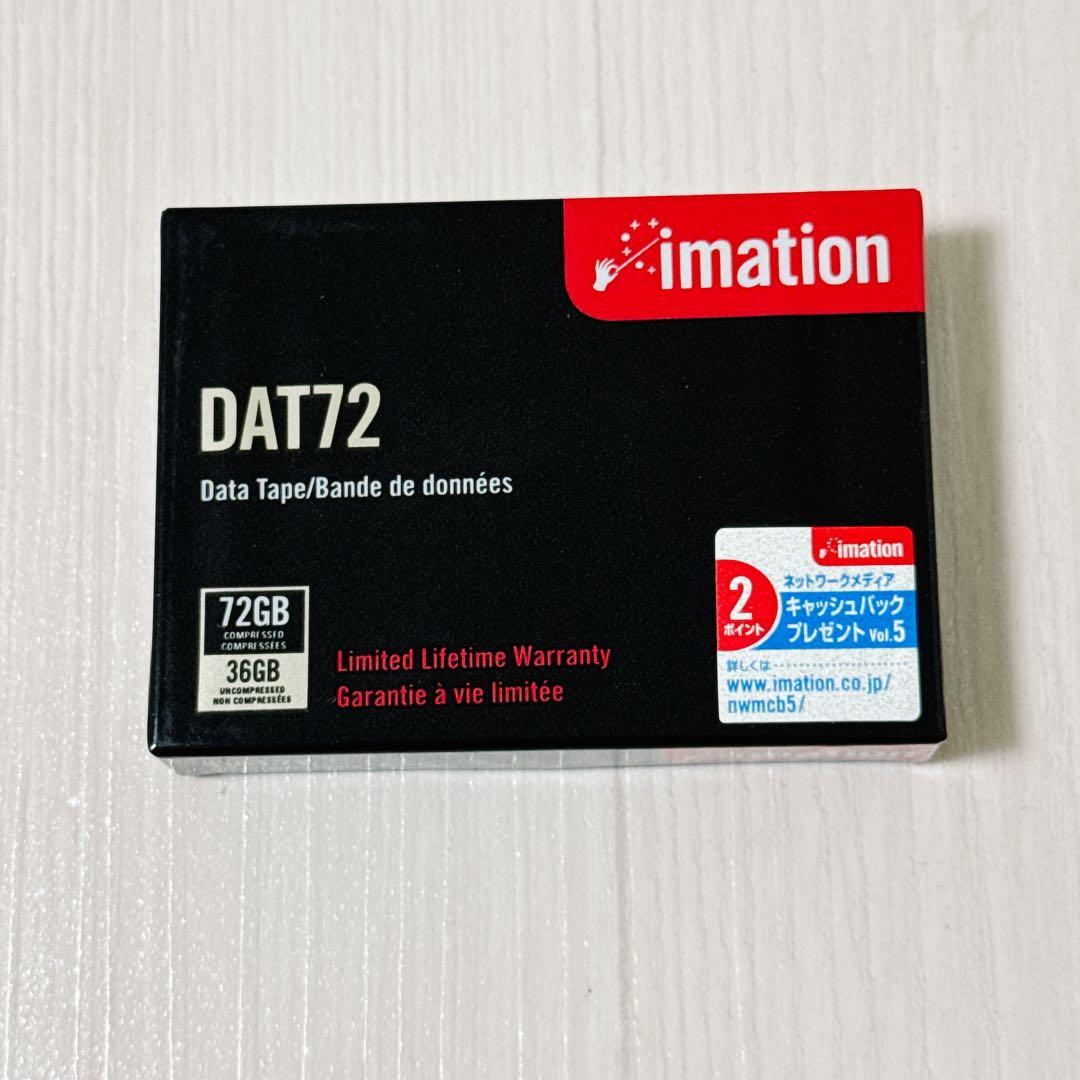 imation
DAT72
Data Tape/Bande de données
72GB
COMPRESSED
COMPRESSÉES
36GB
UNCOMPRESSED
NON COMPRESSÉES
Limited Lifetime Warranty
Garantie à vie limitée
imation
2
ポイント
ネットワークメディア
キャッシュバック
プレゼント Vol.5
詳しくは
www.imation.co.jp/
nwmcb5/